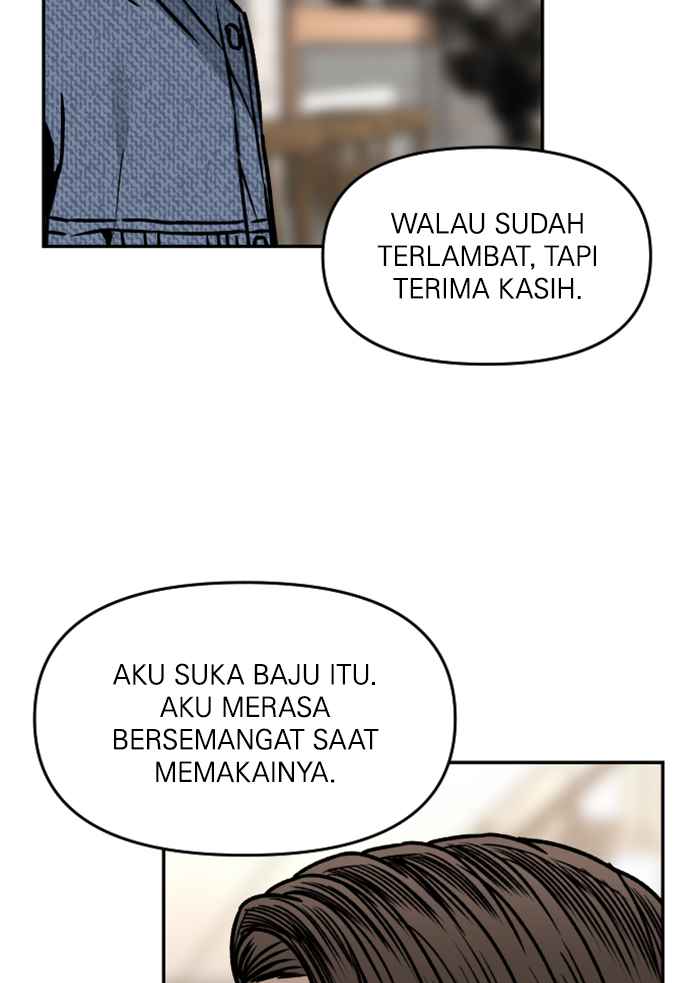 WALAU SUDAH
TERLAMBAT, TAPI
TERIMA KASIH.
AKU SUKA BAJU ITU.
AKU MERASA
BERSEMANGAT SAAT
MEMAKAINYA.